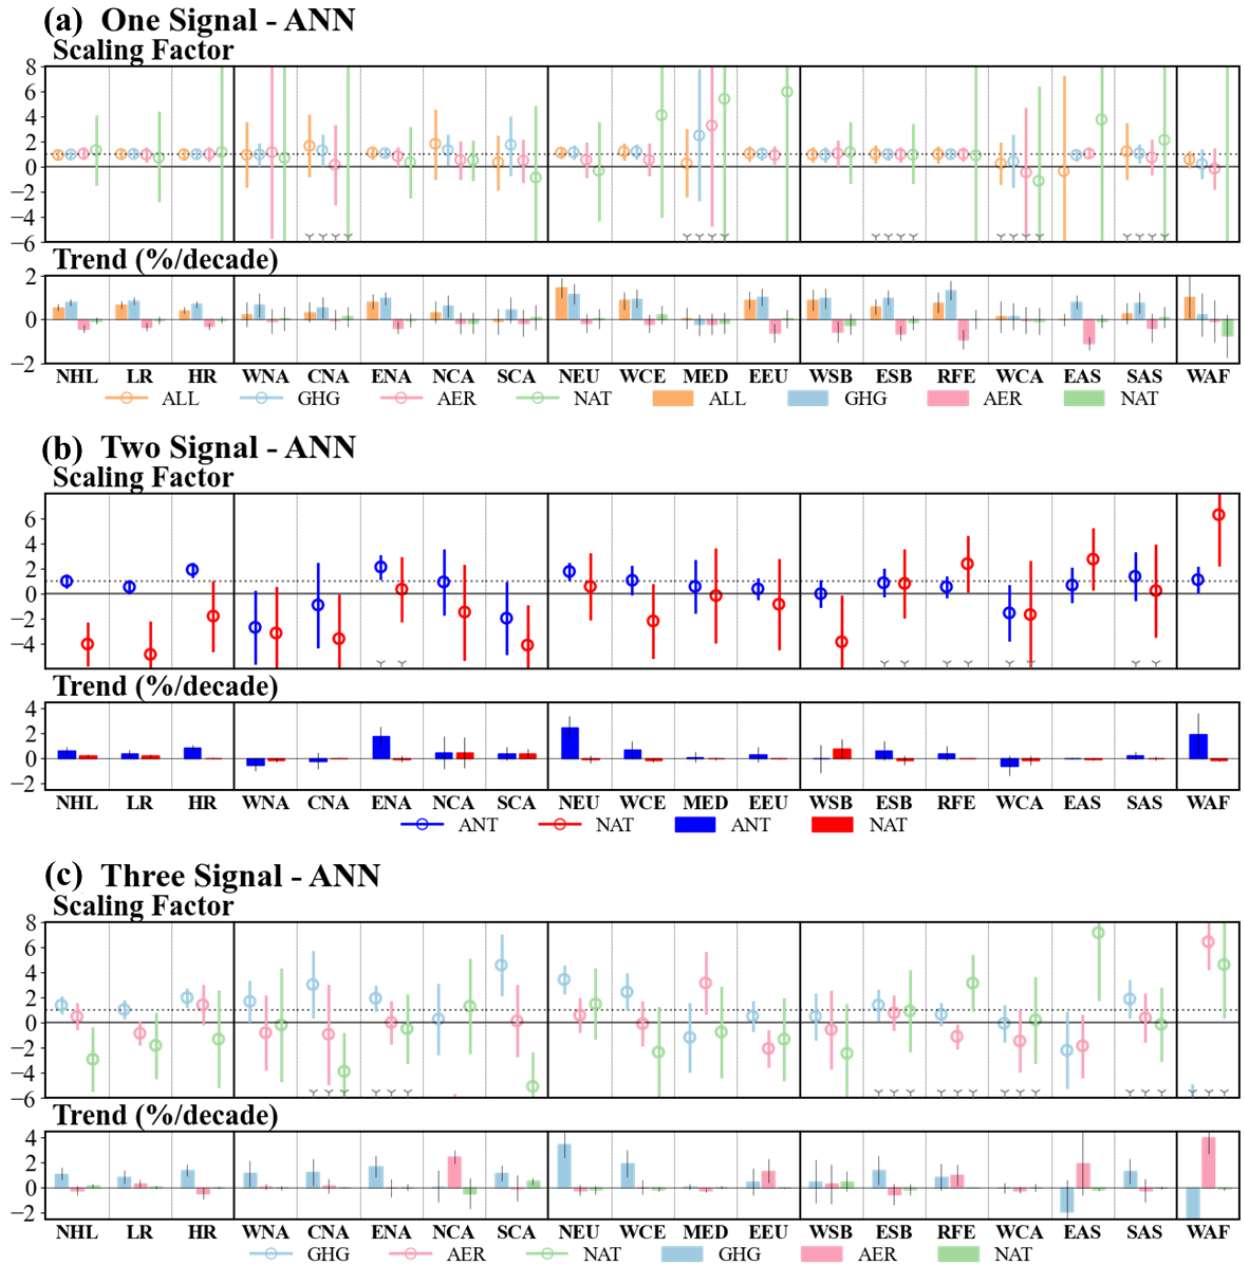 (a) One Signal - ANN
Scaling Factor
8
6
4
2
0
−2
−4
−6
Trend (%/decade)
2
0
−2
NHL LR HR WNA CNA ENA NCA SCA NEU WCE MED EEU WSB ESB RFE WCA EAS SAS WAF
ALL GHG AER NAT ALL GHG AER NAT
(b) Two Signal - ANN
Scaling Factor
6
4
2
0
−2
−4
Trend (%/decade)
4
2
0
−2
NHL LR HR WNA CNA ENA NCA SCA NEU WCE MED EEU WSB ESB RFE WCA EAS SAS WAF
ANT NAT ANT NAT
(c) Three Signal - ANN
Scaling Factor
8
6
4
2
0
−2
−4
−6
Trend (%/decade)
4
2
0
−2
NHL LR HR WNA CNA ENA NCA SCA NEU WCE MED EEU WSB ESB RFE WCA EAS SAS WAF
GHG AER NAT GHG AER NAT